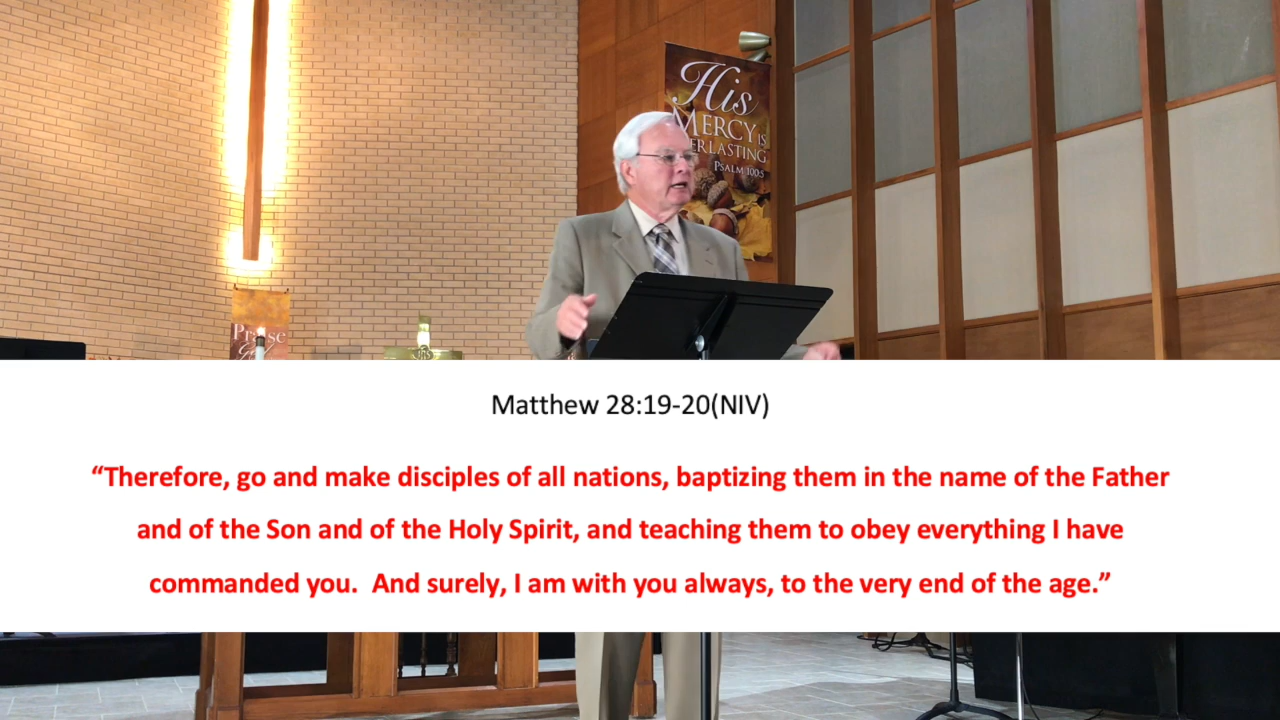 His
MERCY IS
ERLASTING
PSALM 100:5
Praise
God
Matthew 28:19-20(NIV)
“Therefore, go and make disciples of all nations, baptizing them in the name of the Father
and of the Son and of the Holy Spirit, and teaching them to obey everything I have
commanded you.  And surely, I am with you always, to the very end of the age.”